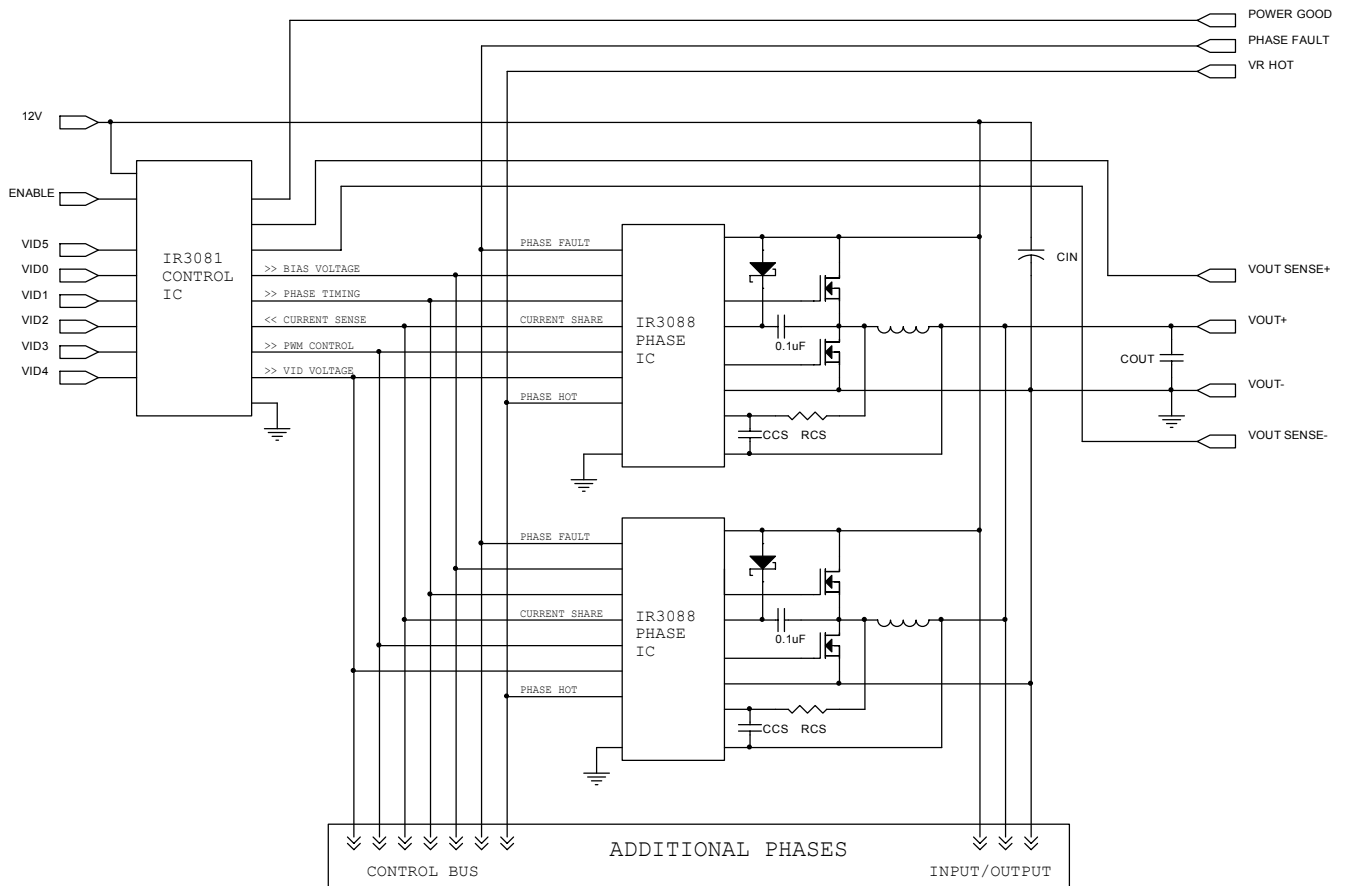 POWER GOOD
PHASE FAULT
VR HOT
12V
ENABLE
VID5
VID0
VID1
VID2
VID3
VID4
IR3081
CONTROL
IC
>> BIAS VOLTAGE
>> PHASE TIMING
<< CURRENT SENSE
>> PWM CONTROL
>> VID VOLTAGE
PHASE FAULT
CURRENT SHARE
PHASE HOT
IR3088
PHASE
IC
0.1uF
CCS RCS
CIN
COUT
VOUT SENSE+
VOUT+
VOUT-
VOUT SENSE-
PHASE FAULT
CURRENT SHARE
PHASE HOT
IR3088
PHASE
IC
0.1uF
CCS RCS
ADDITIONAL PHASES
CONTROL BUS
INPUT/OUTPUT